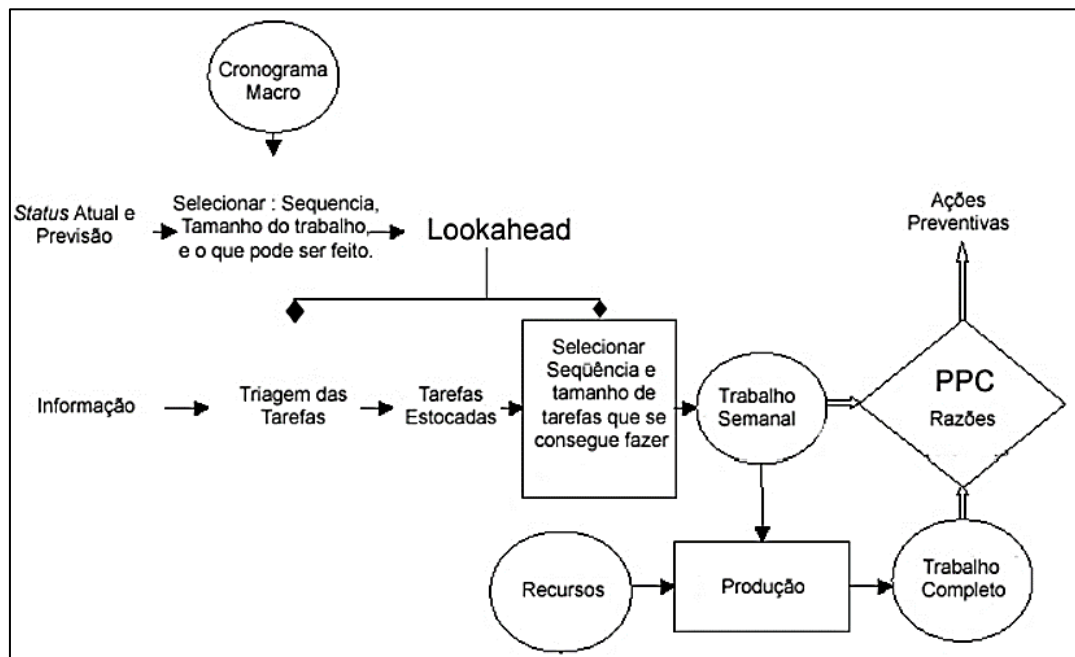 Cronograma
Macro
Status Atual e
Previsão
Selecionar : Sequencia,
Tamanho do trabalho,
e o que pode ser feito.
Lookahead
Ações
Preventivas
Informação
Triagem das
Tarefas
Tarefas
Estocadas
Selecionar
Seqüência e
tamanho de
tarefas que se
consegue fazer
Trabalho
Semanal
PPC
Razões
Recursos
Produção
Trabalho
Completo